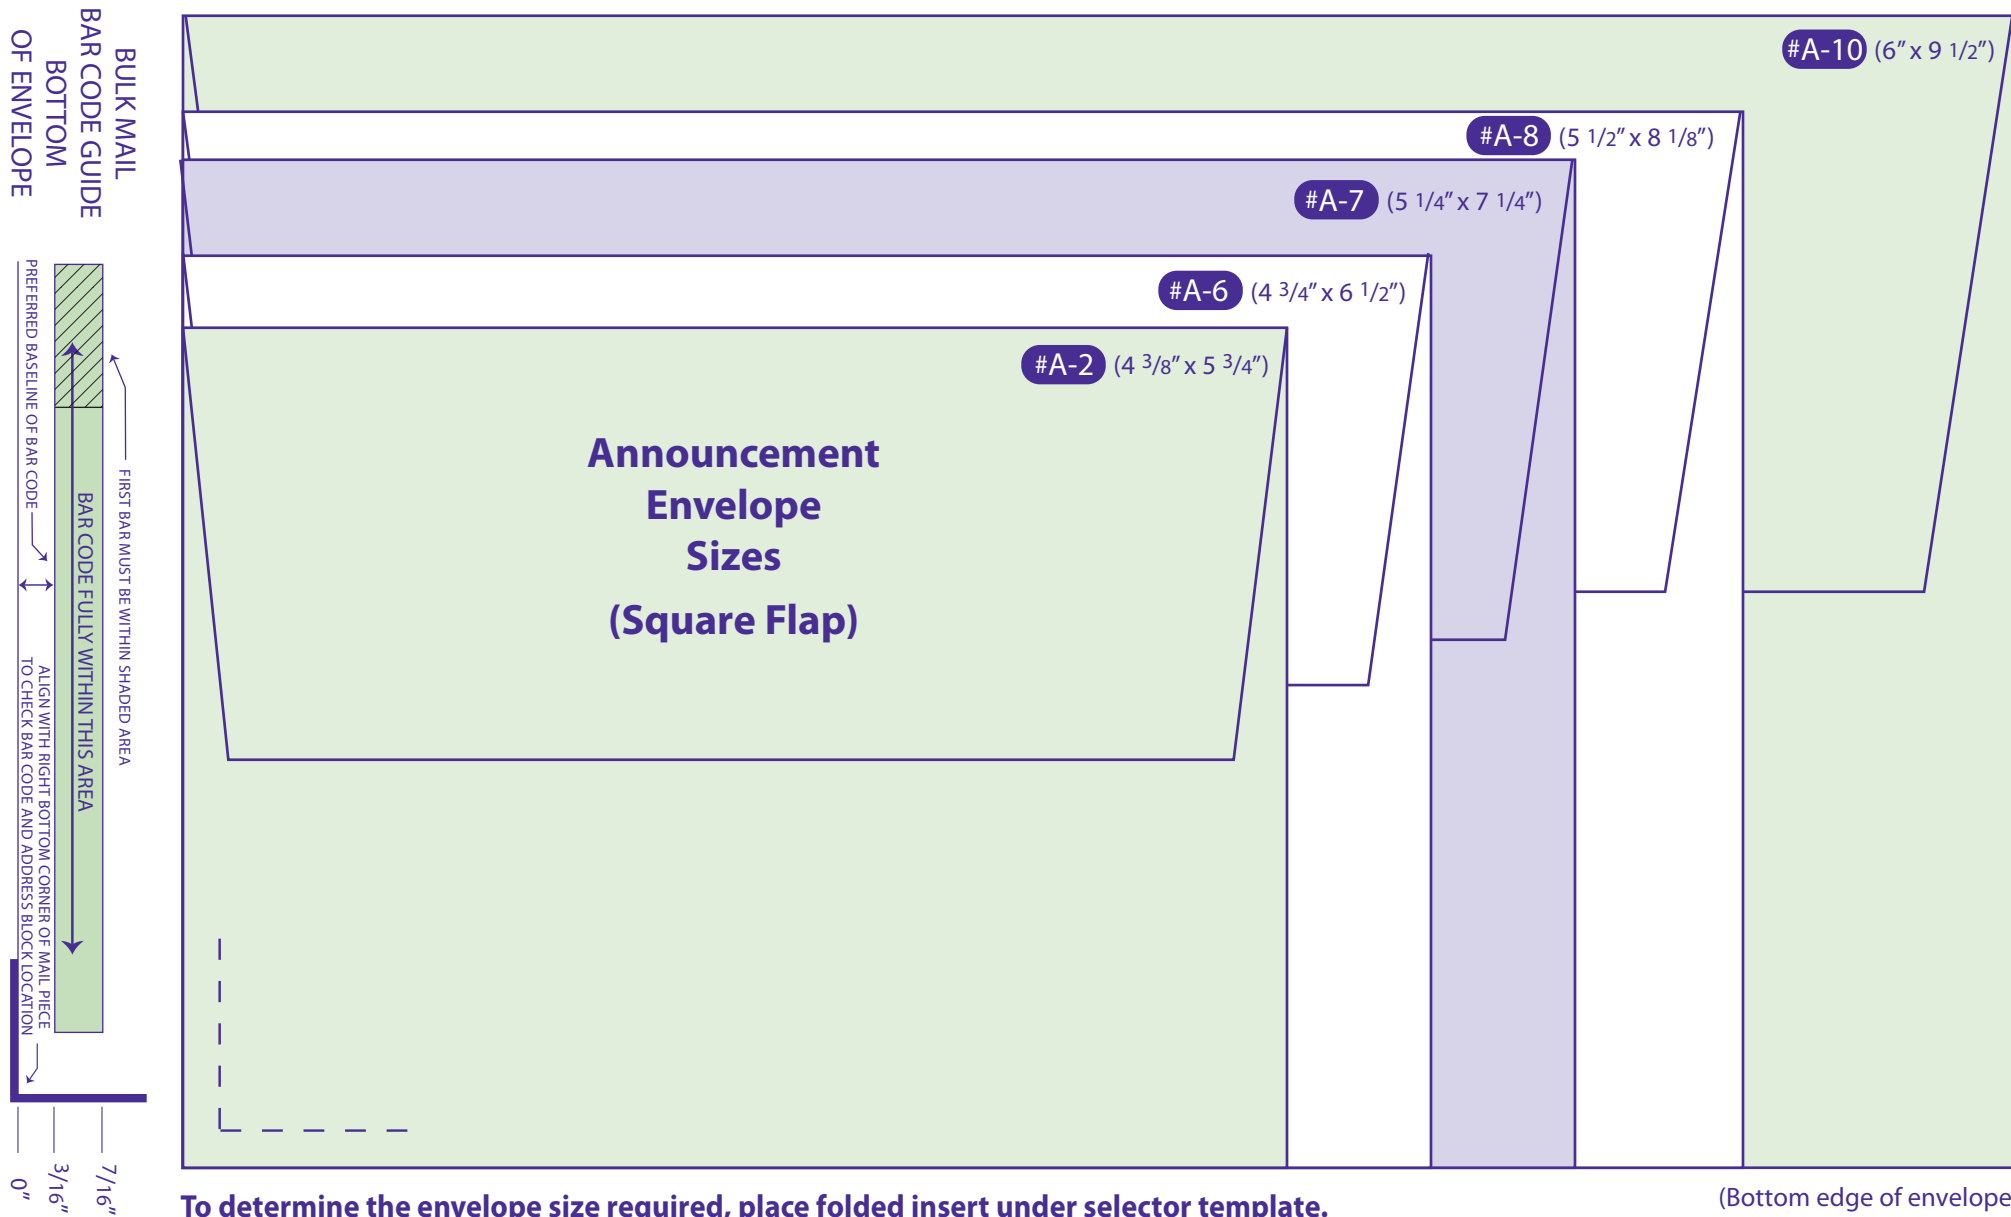 BULK MAIL
BAR CODE GUIDE
BOTTOM
OF ENVELOPE
FIRST BAR MUST BE WITHIN SHADED AREA
BAR CODE FULLY WITHIN THIS AREA
PREFERRED BASELINE OF BAR CODE
ALIGN WITH RIGHT BOTTOM CORNER OF MAIL PIECE
TO CHECK BAR CODE AND ADDRESS BLOCK LOCATION
7/16"
3/16"
0"
#A-10 (6” x 9 1/2”)
#A-8 (5 1/2” x 8 1/8”)
#A-7 (5 1/4” x 7 1/4”)
#A-6 (4 3/4” x 6 1/2”)
#A-2 (4 3/8” x 5 3/4”)
Announcement
Envelope
Sizes
(Square Flap)
To determine the envelope size required, place folded insert under selector template.
(Bottom edge of envelope